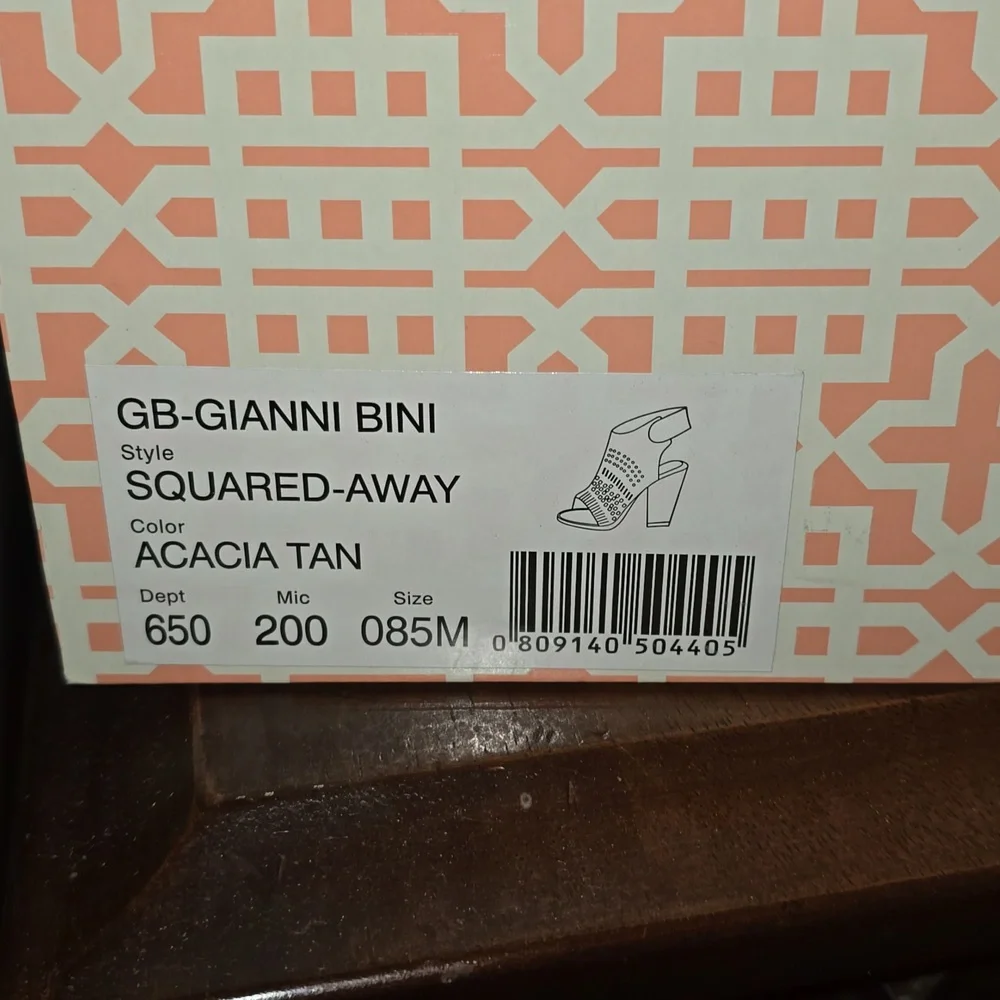 GB-GIANNI BINI
Style
SQUARED-AWAY
Color
ACACIA TAN
Dept Mic Size
650 200 085M
0 809140 504405